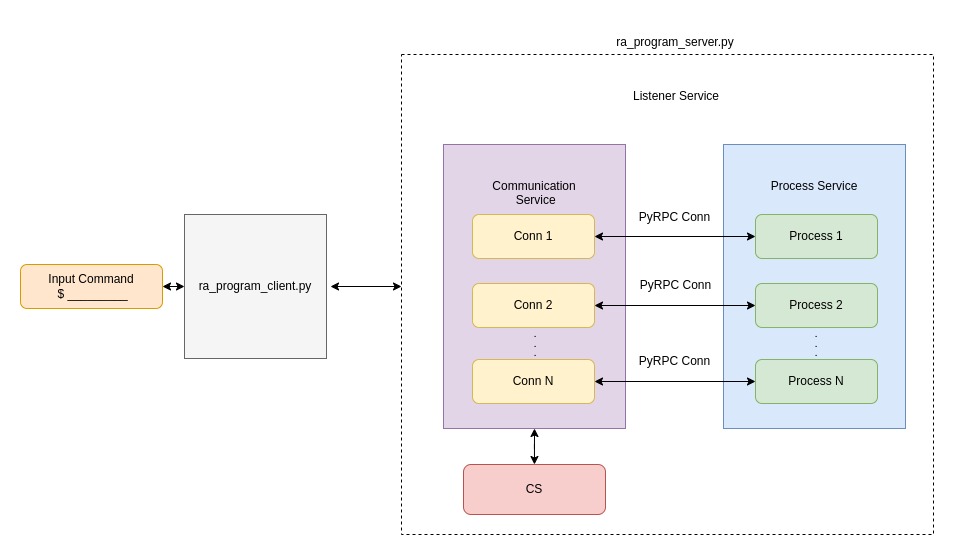 ra_program_server.py
Listener Service
Communication
Service
Process Service
Conn 1
PyRPC Conn
Process 1
Input Command
$ _________
ra_program_client.py
Conn 2
PyRPC Conn
Process 2
.
.
.
.
.
.
Conn N
PyRPC Conn
Process N
CS